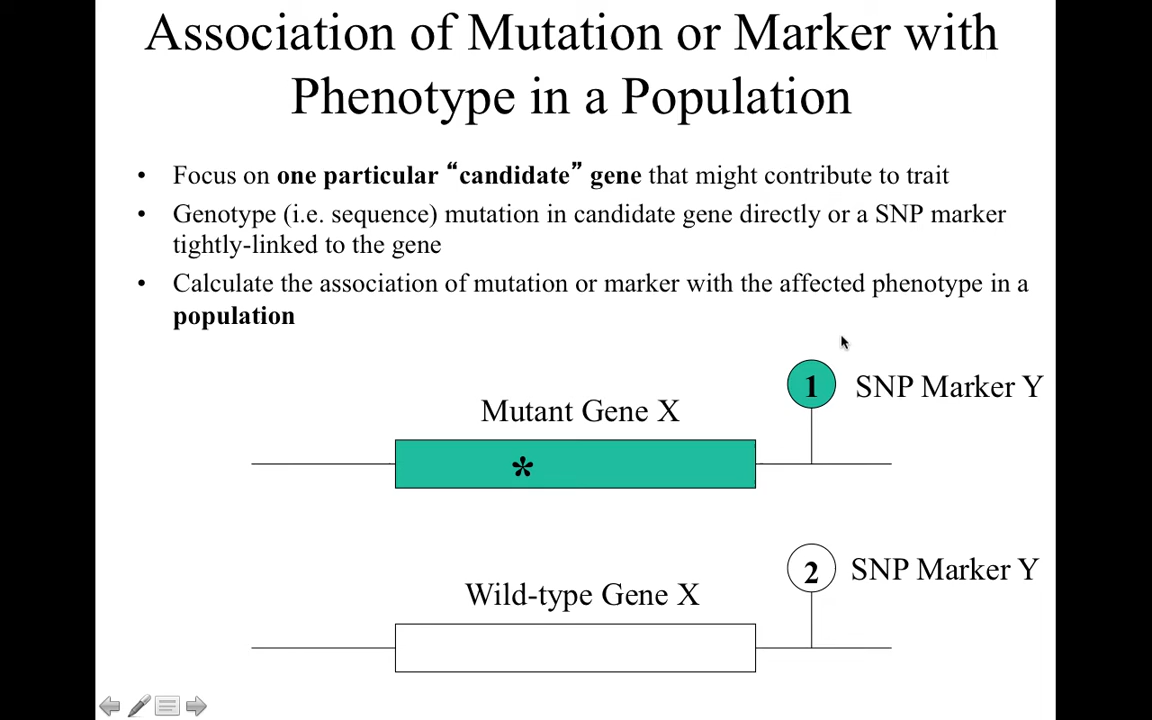 Association of Mutation or Marker with
Phenotype in a Population
• Focus on one particular “candidate” gene that might contribute to trait
• Genotype (i.e. sequence) mutation in candidate gene directly or a SNP marker
tightly-linked to the gene
• Calculate the association of mutation or marker with the affected phenotype in a
population
1 SNP Marker Y
Mutant Gene X
*
2 SNP Marker Y
Wild-type Gene X